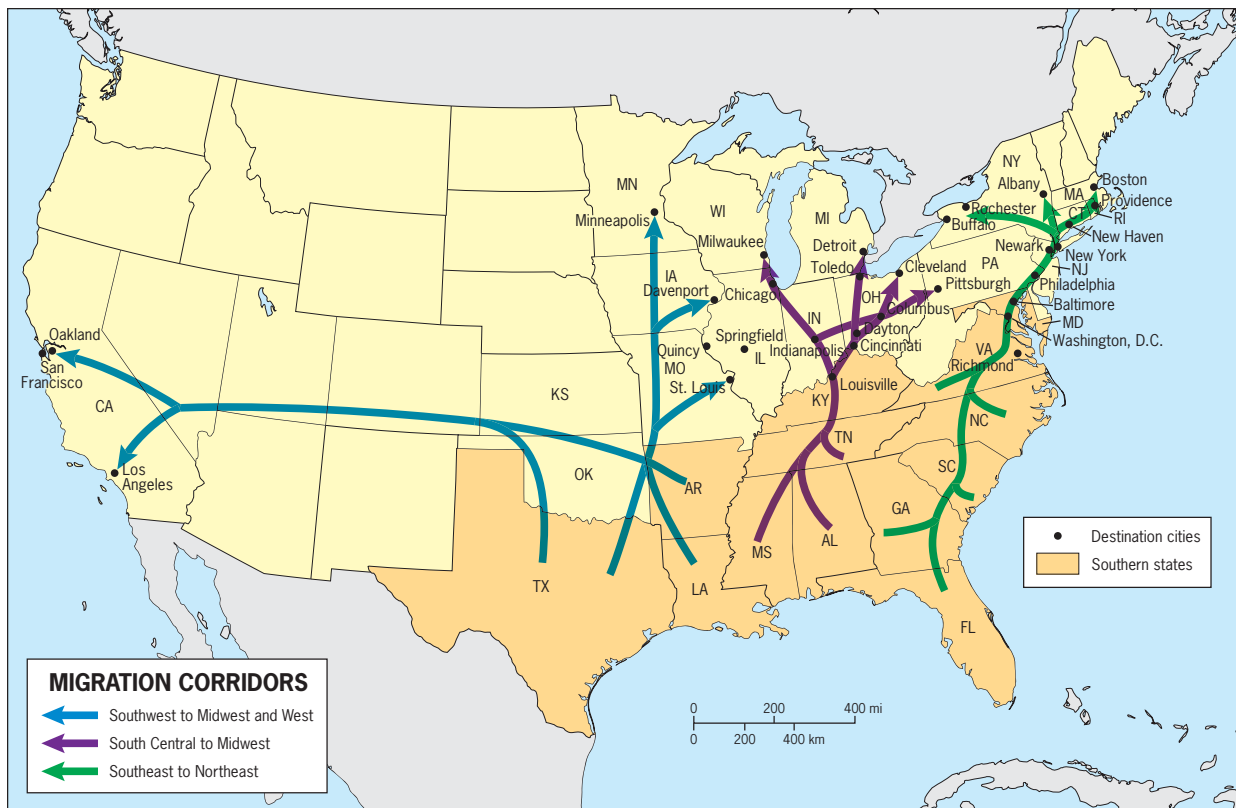 MN
Minneapolis
WI
MI
Milwaukee
Detroit
Toledo
NY
Albany
MA
Boston
Providence
RI
CT
Rochester
Buffalo
New Haven
Newark
New York
NJ
PA
Philadelphia
Cleveland
Pittsburgh
Baltimore
MD
Washington, D.C.
IA
Davenport
Chicago
IN
OH
Columbus
Dayton
Cincinnati
Indianapolis
Springfield
IL
Quincy
MO
St. Louis
Louisville
KY
VA
Richmond
Oakland
San
Francisco
CA
Los
Angeles
KS
OK
AR
TN
NC
SC
GA
AL
MS
LA
TX
FL
Destination cities
Southern states
MIGRATION CORRIDORS
Southwest to Midwest and West
South Central to Midwest
Southeast to Northeast
0 200 400 mi
0 200 400 km